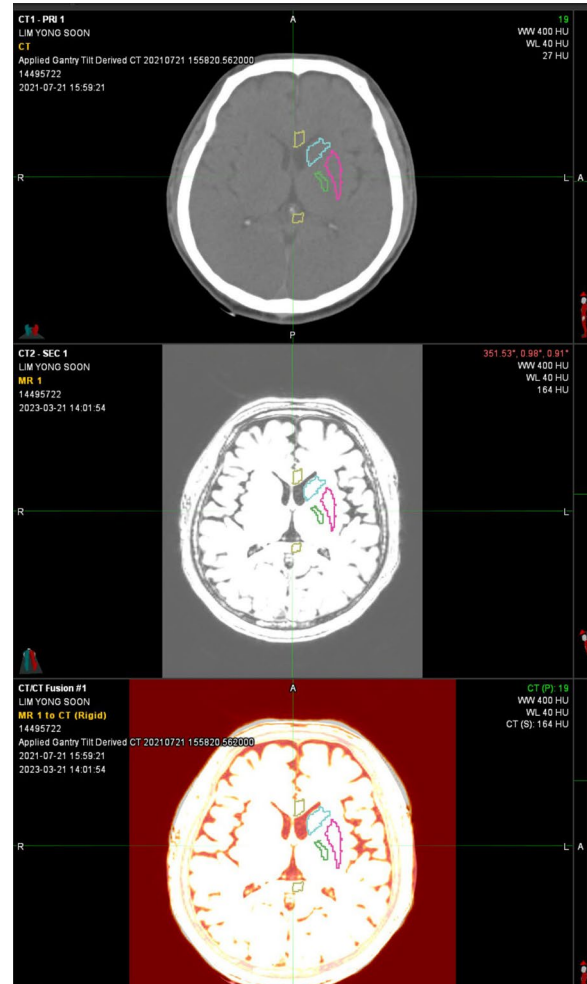 CT1 - PRI 1
19
LIM YONG SOON
WW 400 HU
CT
WL 40 HU
Applied Gantry Tilt Derived CT 20210721 155820.562000
27 HU
14495722
2021-07-21 15:59:21
A
R
L
A
P
CT2 - SEC 1
351.53°, 0.98°, 0.91°
LIM YONG SOON
WW 400 HU
MR 1
WL 40 HU
14495722
164 HU
2023-03-21 14:01:54
CT/CT Fusion #1
CT (P): 19
LIM YONG SOON
WL 40 HU
MR 1 to CT (Rigid)
CT (S): 164 HU
14495722
Applied Gantry Tilt Derived CT 20210721 155820.562000
2021-07-21 15:59:21
2023-03-21 14:01:54
A
R
L
A